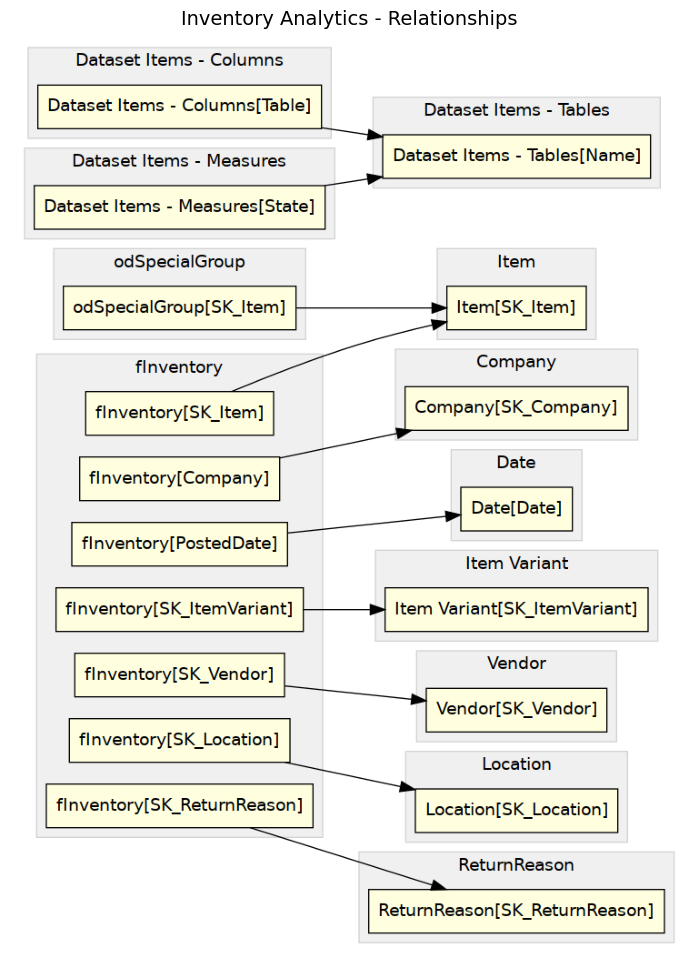 Inventory Analytics - Relationships
Dataset Items - Columns
Dataset Items - Columns[Table]
Dataset Items - Tables
Dataset Items - Tables[Name]
Dataset Items - Measures
Dataset Items - Measures[State]
odSpecialGroup
odSpecialGroup[SK_Item]
Item
Item[SK_Item]
fInventory
fInventory[SK_Item]
Company
Company[SK_Company]
fInventory[Company]
Date
Date[Date]
fInventory[PostedDate]
Item Variant
Item Variant[SK_ItemVariant]
fInventory[SK_ItemVariant]
Vendor
Vendor[SK_Vendor]
fInventory[SK_Vendor]
Location
Location[SK_Location]
fInventory[SK_Location]
fInventory[SK_ReturnReason]
ReturnReason
ReturnReason[SK_ReturnReason]